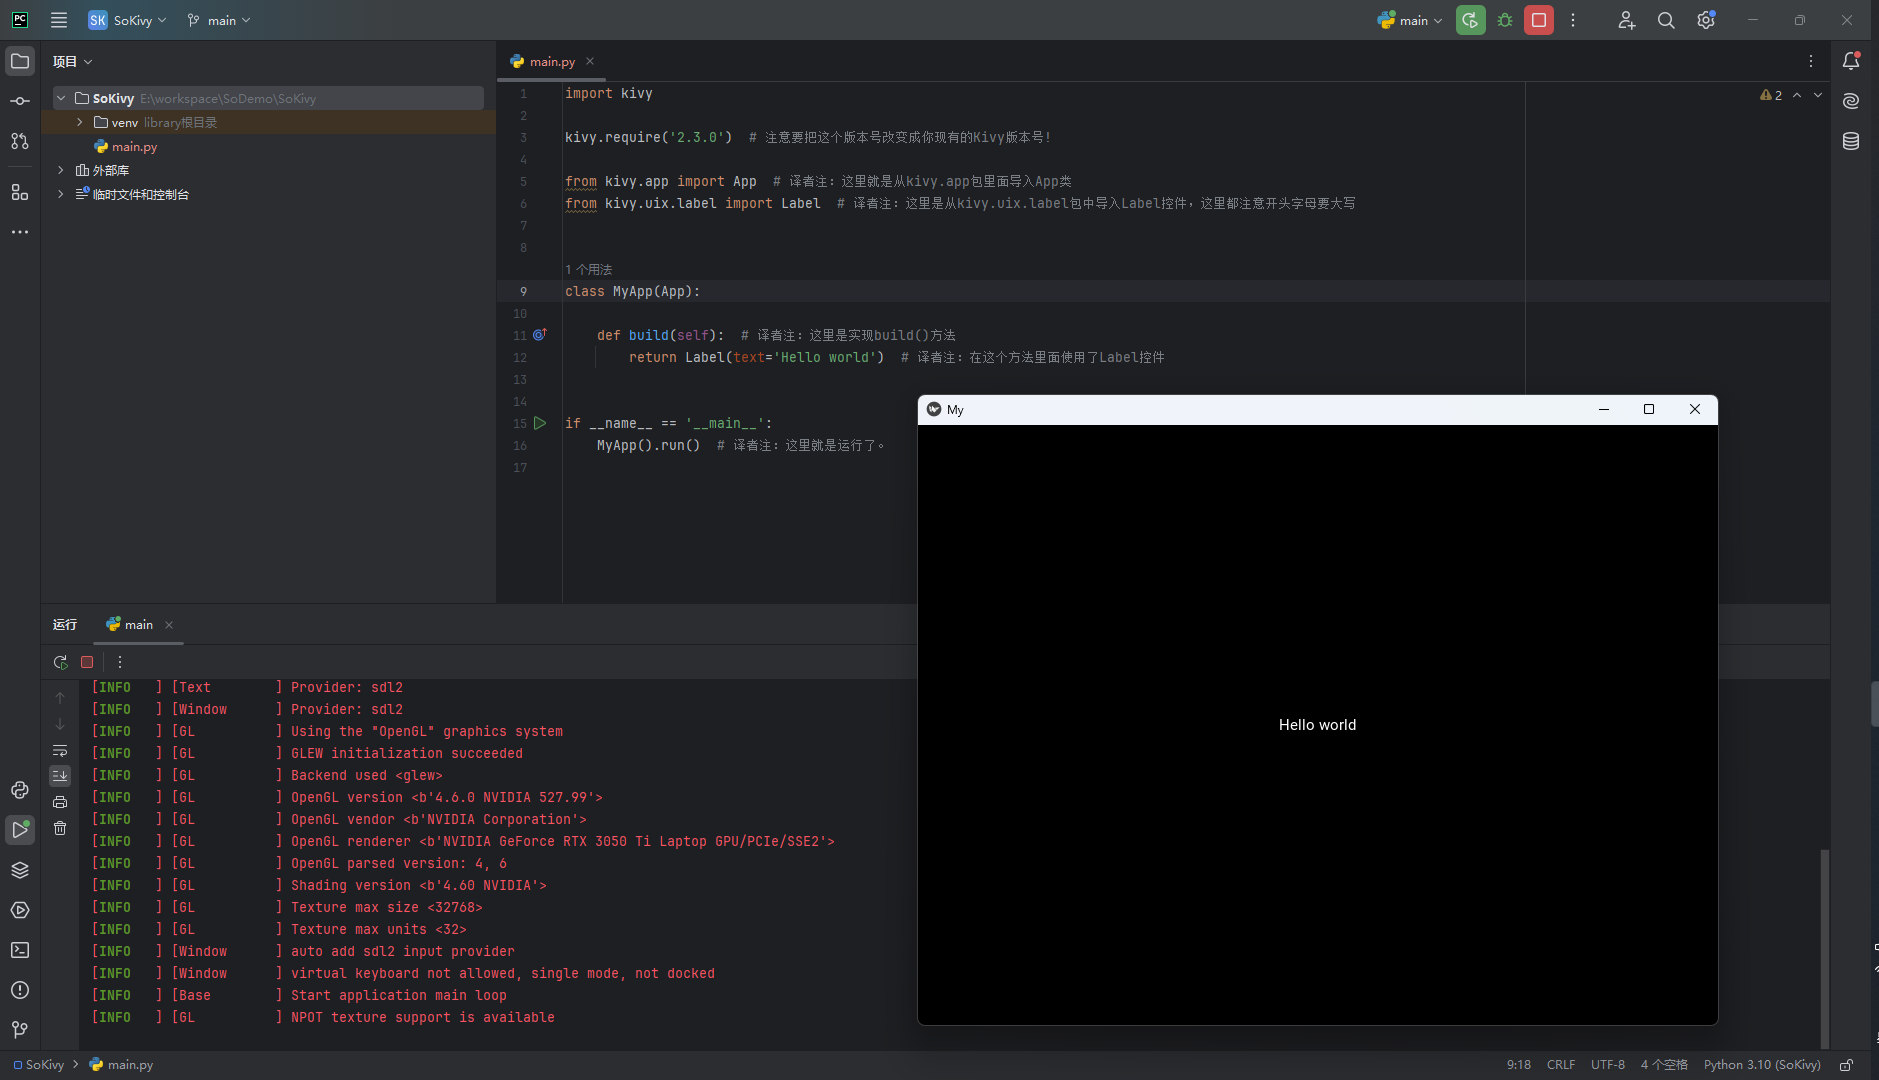 PC
SK SoKivy main
main
项目
SoKivy E:\workspace\SoDemo\SoKivy
venv library根目录
main.py
外部库
临时文件和控制台
main.py
2
1 import kivy
2
3 kivy.require('2.3.0')  # 注意要把这个版本号改变成你现有的Kivy版本号!
4
5 from kivy.app import App  # 译者注: 这里就是从kivy.app包里面导入App类
6 from kivy.uix.label import Label  # 译者注: 这里是从kivy.uix.label包中导入Label控件，这里都注意开头字母要大写
7
8
1 个用法
9 class MyApp(App):
10
11 def build(self):  # 译者注: 这里是实现build()方法
12 return Label(text='Hello world')  # 译者注: 在这个方法里面使用了Label控件
13
14
15 if __name__ == '__main__':
16 MyApp().run()  # 译者注: 这里就是运行了。
17
My
Hello world
运行 main
[INFO   ] [Text        ] Provider: sdl2
[INFO   ] [Window      ] Provider: sdl2
[INFO   ] [GL          ] Using the "OpenGL" graphics system
[INFO   ] [GL          ] GLEW initialization succeeded
[INFO   ] [GL          ] Backend used <glew>
[INFO   ] [GL          ] OpenGL version <b'4.6.0 NVIDIA 527.99'>
[INFO   ] [GL          ] OpenGL vendor <b'NVIDIA Corporation'>
[INFO   ] [GL          ] OpenGL renderer <b'NVIDIA GeForce RTX 3050 Ti Laptop GPU/PCIe/SSE2'>
[INFO   ] [GL          ] OpenGL parsed version: 4, 6
[INFO   ] [GL          ] Shading version <b'4.60 NVIDIA'>
[INFO   ] [GL          ] Texture max size <32768>
[INFO   ] [GL          ] Texture max units <32>
[INFO   ] [Window      ] auto add sdl2 input provider
[INFO   ] [Window      ] virtual keyboard not allowed, single mode, not docked
[INFO   ] [Base        ] Start application main loop
[INFO   ] [GL          ] NPOT texture support is available
SoKivy main.py
9:18 CRLF UTF-8 4 个空格 Python 3.10 (SoKivy)